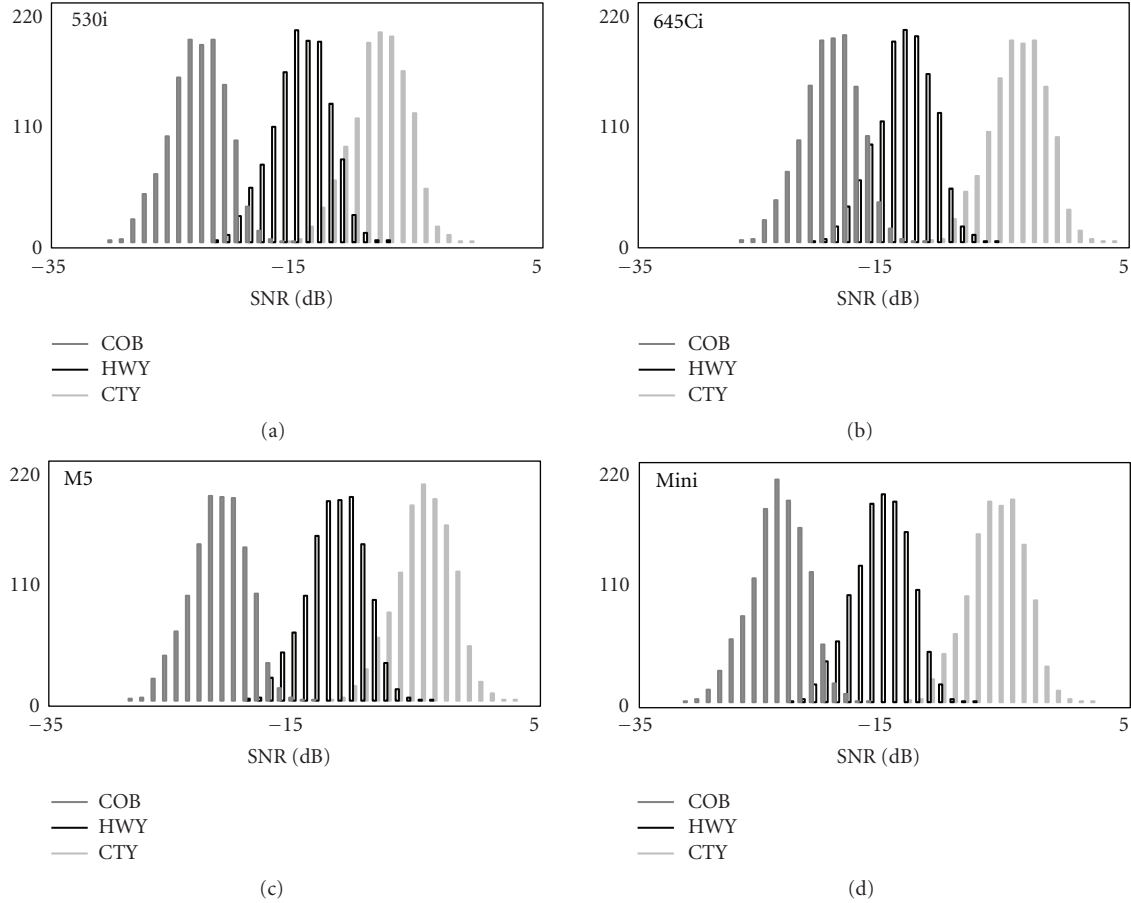 530i
220
110
0
−35
−15
5
SNR (dB)
COB
HWY
CTY
(a)
645Ci
220
110
0
−35
−15
5
SNR (dB)
COB
HWY
CTY
(b)
M5
220
110
0
−35
−15
5
SNR (dB)
COB
HWY
CTY
(c)
Mini
220
110
0
−35
−15
5
SNR (dB)
COB
HWY
CTY
(d)